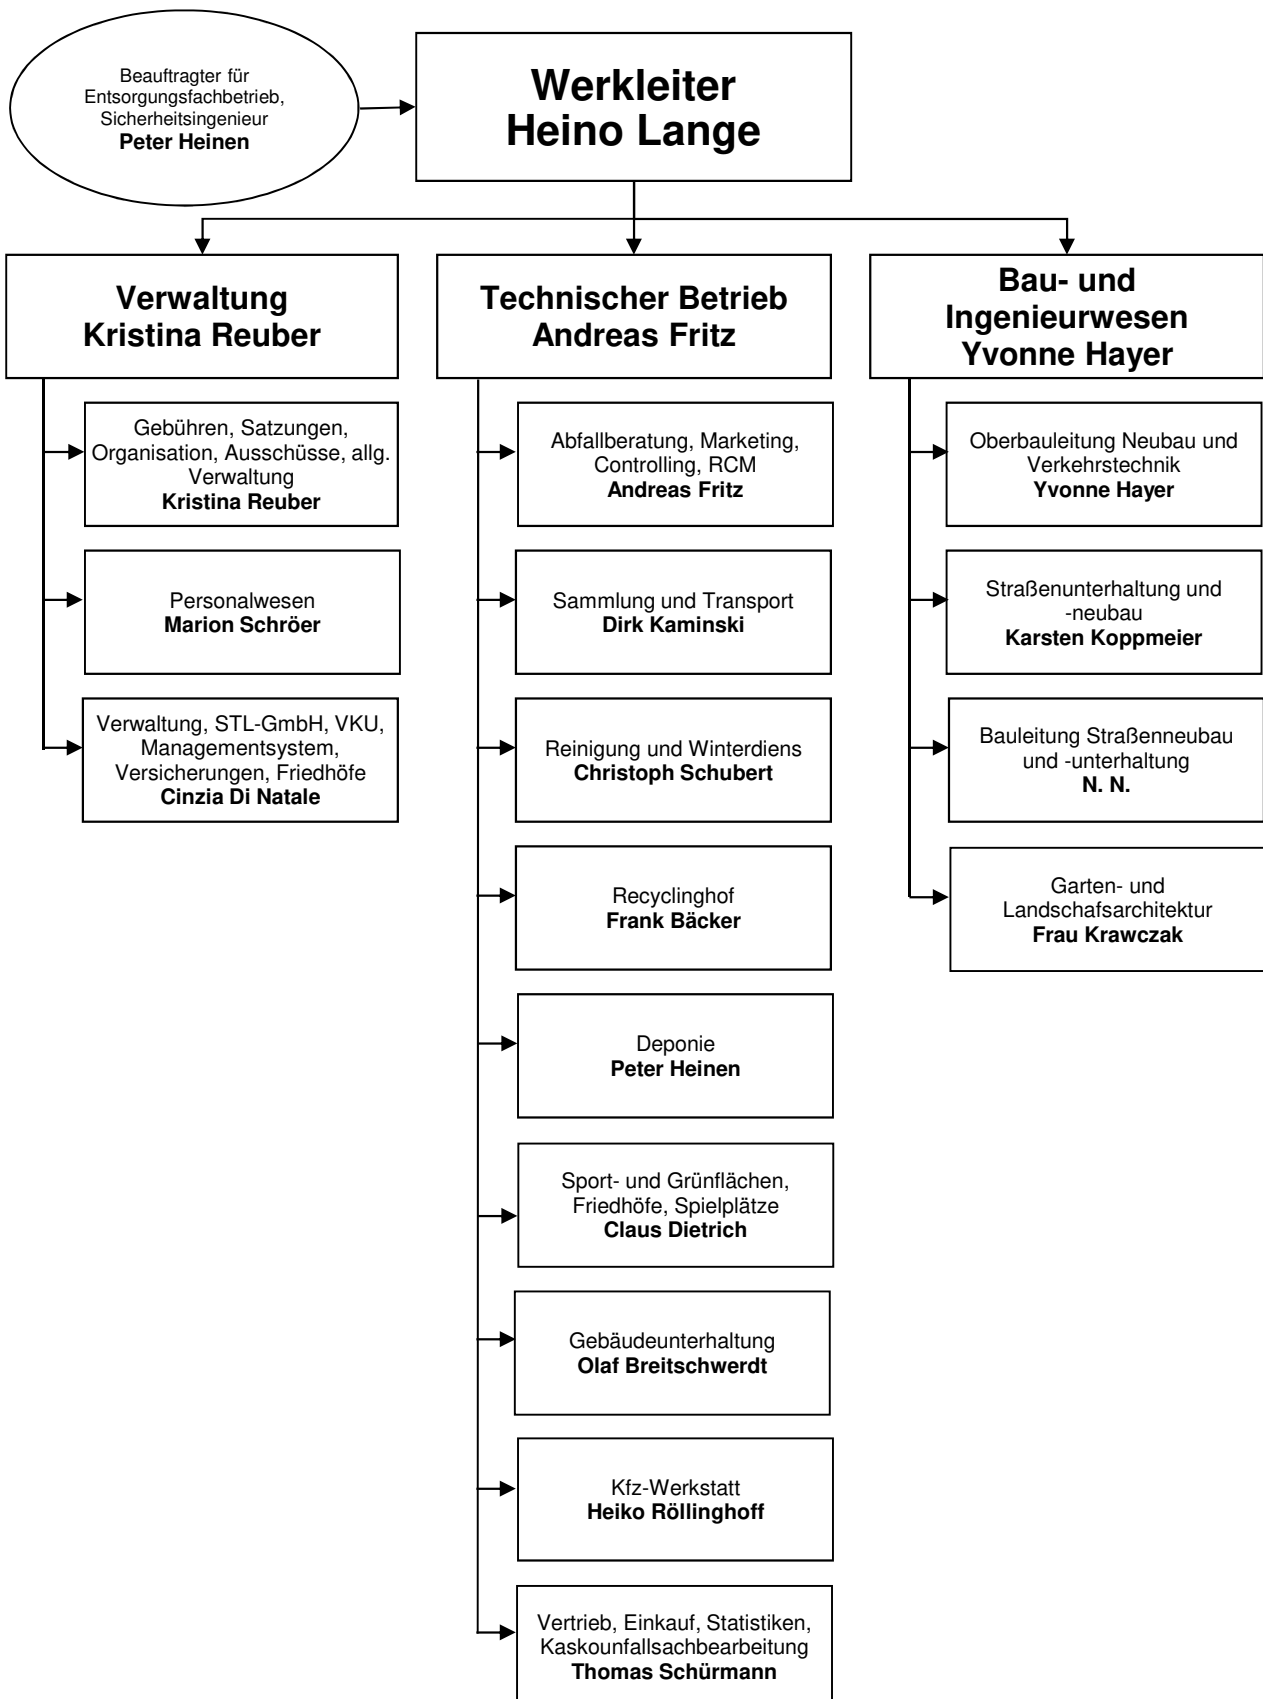 Beauftragter für
Entsorgungsfachbetrieb,
Sicherheitsingenieur
Peter Heinen
Werkleiter
Heino Lange
Verwaltung
Kristina Reuber
Gebühren, Satzungen,
Organisation, Ausschüsse, allg.
Verwaltung
Kristina Reuber
Personalwesen
Marion Schröer
Verwaltung, STL-GmbH, VKU,
Managementsystem,
Versicherungen, Friedhöfe
Cinzia Di Natale
Technischer Betrieb
Andreas Fritz
Abfallberatung, Marketing,
Controlling, RCM
Andreas Fritz
Sammlung und Transport
Dirk Kaminski
Reinigung und Winterdiens
Christoph Schubert
Recyclinghof
Frank Bäcker
Deponie
Peter Heinen
Sport- und Grünflächen,
Friedhöfe, Spielplätze
Claus Dietrich
Gebäudeunterhaltung
Olaf Breitschwerdt
Kfz-Werkstatt
Heiko Röllinghoff
Vertrieb, Einkauf, Statistiken,
Kaskounfallsachbearbeitung
Thomas Schürmann
Bau- und
Ingenieurwesen
Yvonne Hayer
Oberbauleitung Neubau und
Verkehrstechnik
Yvonne Hayer
Straßenunterhaltung und
-neubau
Karsten Koppmeier
Bauleitung Straßenneubau
und -unterhaltung
N. N.
Garten- und
Landschafsarchitektur
Frau Krawczak